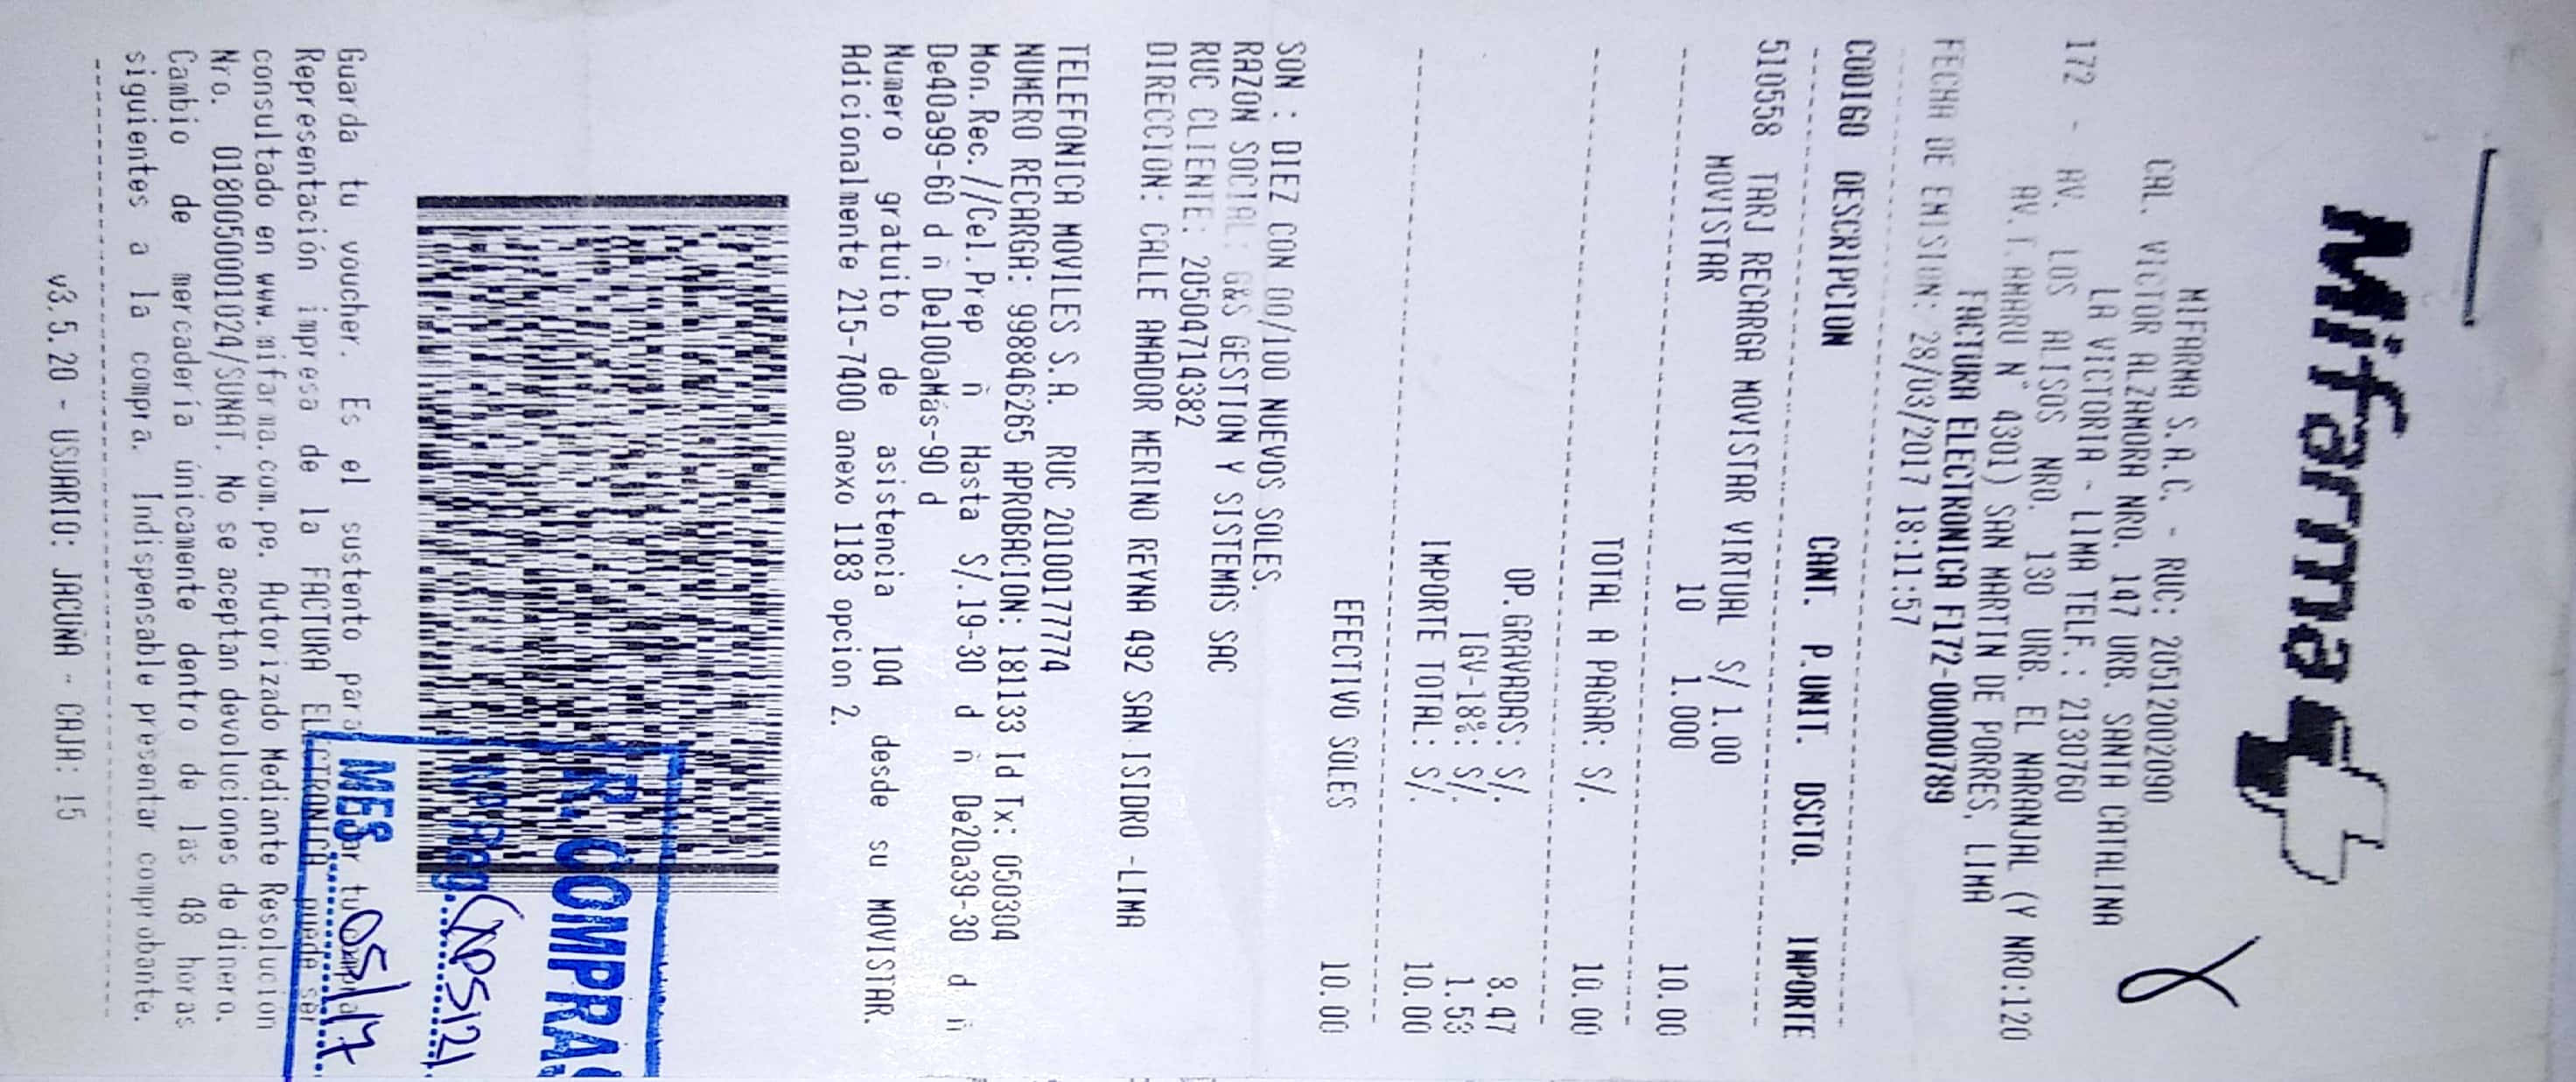 Mifarma
MIFARMA S.A.C. - RUC: 20512002090
CAL. VICTOR ALZAMORA NRO. 147 URB. SANTA CATALINA
LA VICTORIA - LIMA TELF.: 2130760
172 - AV. LOS ALISOS NRO. 130 URB. EL NARANJAL (Y NRO:120
AV.T.AMARU N° 4301) SAN MARTIN DE PORRES, LIMA
FACTURA ELECTRONICA F172-00000789
FECHA DE EMISION: 28/03/2017 18:11:57
CODIGO DESCRIPCION CANT. P.UNIT. DSCTO. IMPORTE
510558 TARJ RECARGA MOVISTAR VIRTUAL S/ 1.00
MOVISTAR 10 1.000 10.00
TOTAL A PAGAR: S/. 10.00
OP.GRAVADAS: S/. 8.47
IGV-18%: S/. 1.53
IMPORTE TOTAL: S/. 10.00
EFECTIVO SOLES 10.00
SON : DIEZ CON 00/100 NUEVOS SOLES.
RAZON SOCIAL: G&S GESTION Y SISTEMAS SAC
RUC CLIENTE: 20504714382
DIRECCION: CALLE AMADOR MERINO REYNA 492 SAN ISIDRO -LIMA
TELEFONICA MOVILES S.A. RUC 20100177774
NUMERO RECARGA: 998846265 APROBACION: 181133 Id Tx: 050304
Mon.Rec.//Cel.Prep ñ Hasta S/.19-30 d ñ De20a39-30 d ñ
De40a99-60 d ñ De100aMás-90 d
Numero gratuito de asistencia 104 desde su MOVISTAR.
Adicionalmente 215-7400 anexo 1183 opcion 2.
R. COMPRAS
Nº Reg
MES 05/17
Guarda tu voucher. Es el sustento para tu
Representación impresa de la FACTURA ELECTRONICA puede ser
consultado en www.mifarma.com.pe. Autorizado Mediante Resolucion
Nro. 0180050001024/SUNAT. No se aceptan devoluciones de dinero.
Cambio de mercadería únicamente dentro de las 48 horas
siguientes a la compra. Indispensable presentar comprobante.
v3.5.20 - USUARIO: JACUÑA - CAJA: 15